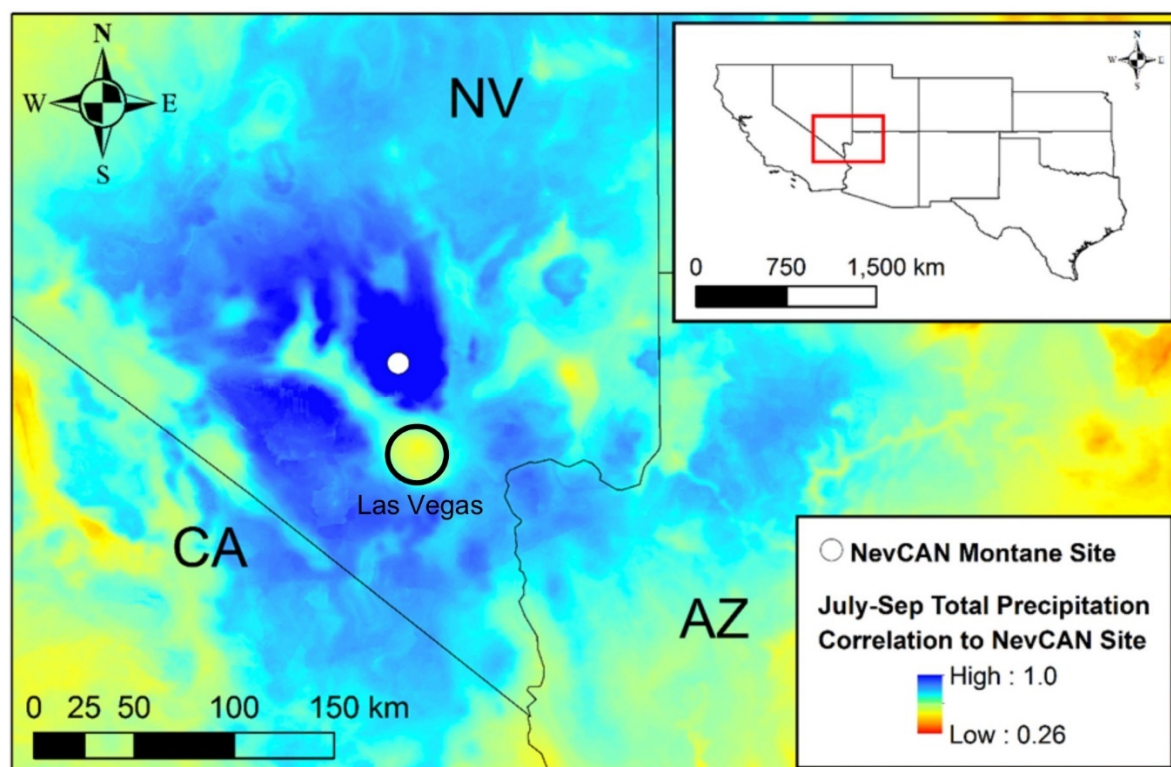 N
W E
S
NV
N
W E
S
0 750 1,500 km
Las Vegas
CA
AZ
NevCAN Montane Site
July-Sep Total Precipitation
Correlation to NevCAN Site
High : 1.0
Low : 0.26
0 25 50 100 150 km